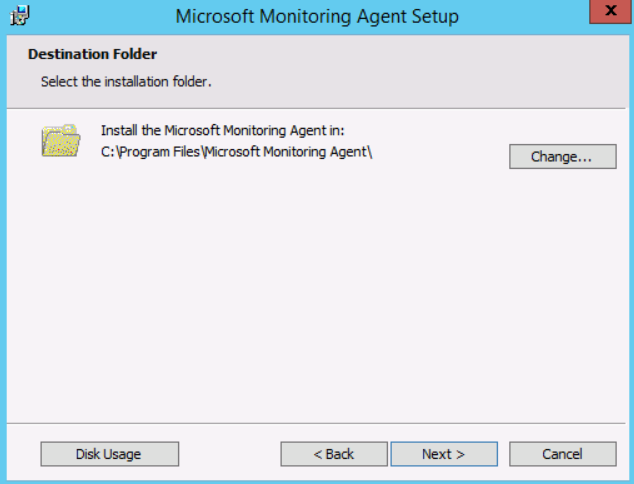 Microsoft Monitoring Agent Setup
x
Destination Folder
Select the installation folder.
Install the Microsoft Monitoring Agent in:
C:\Program Files\Microsoft Monitoring Agent\
Change...
Disk Usage
< Back
Next >
Cancel